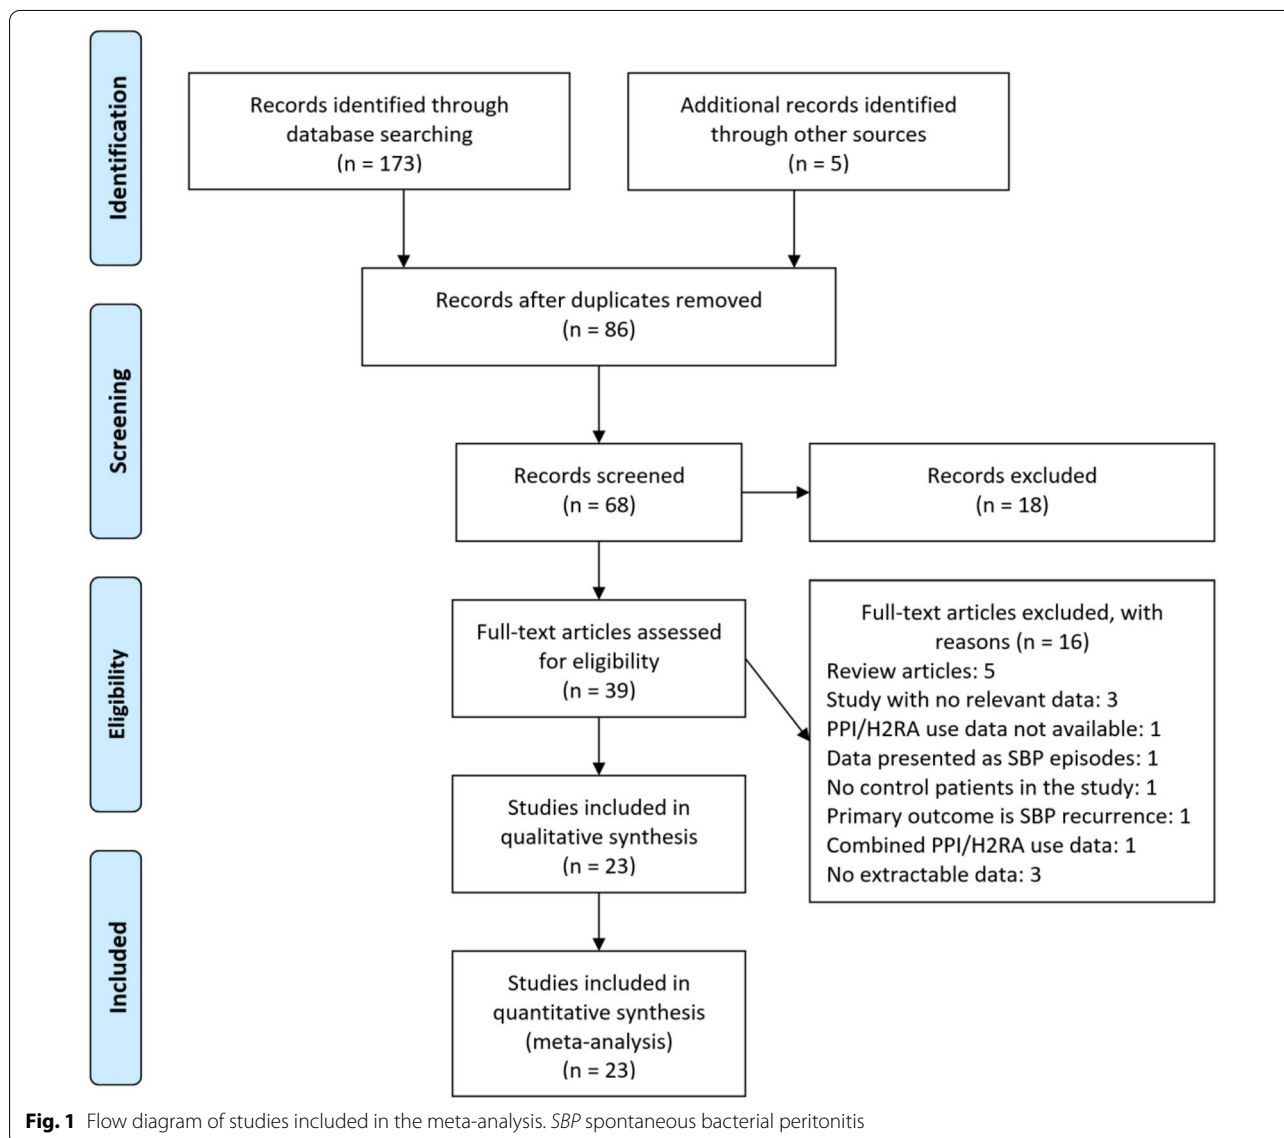 Identification
Records identified through
database searching
(n = 173)
Additional records identified
through other sources
(n = 5)
Records after duplicates removed
(n = 86)
Screening
Records screened
(n = 68)
Records excluded
(n = 18)
Eligibility
Full-text articles assessed
for eligibility
(n = 39)
Full-text articles excluded, with
reasons (n = 16)
Review articles: 5
Study with no relevant data: 3
PPI/H2RA use data not available: 1
Data presented as SBP episodes: 1
No control patients in the study: 1
Primary outcome is SBP recurrence: 1
Combined PPI/H2RA use data: 1
No extractable data: 3
Studies included in
qualitative synthesis
(n = 23)
Included
Studies included in
quantitative synthesis
(meta-analysis)
(n = 23)
Fig. 1 Flow diagram of studies included in the meta-analysis. SBP spontaneous bacterial peritonitis